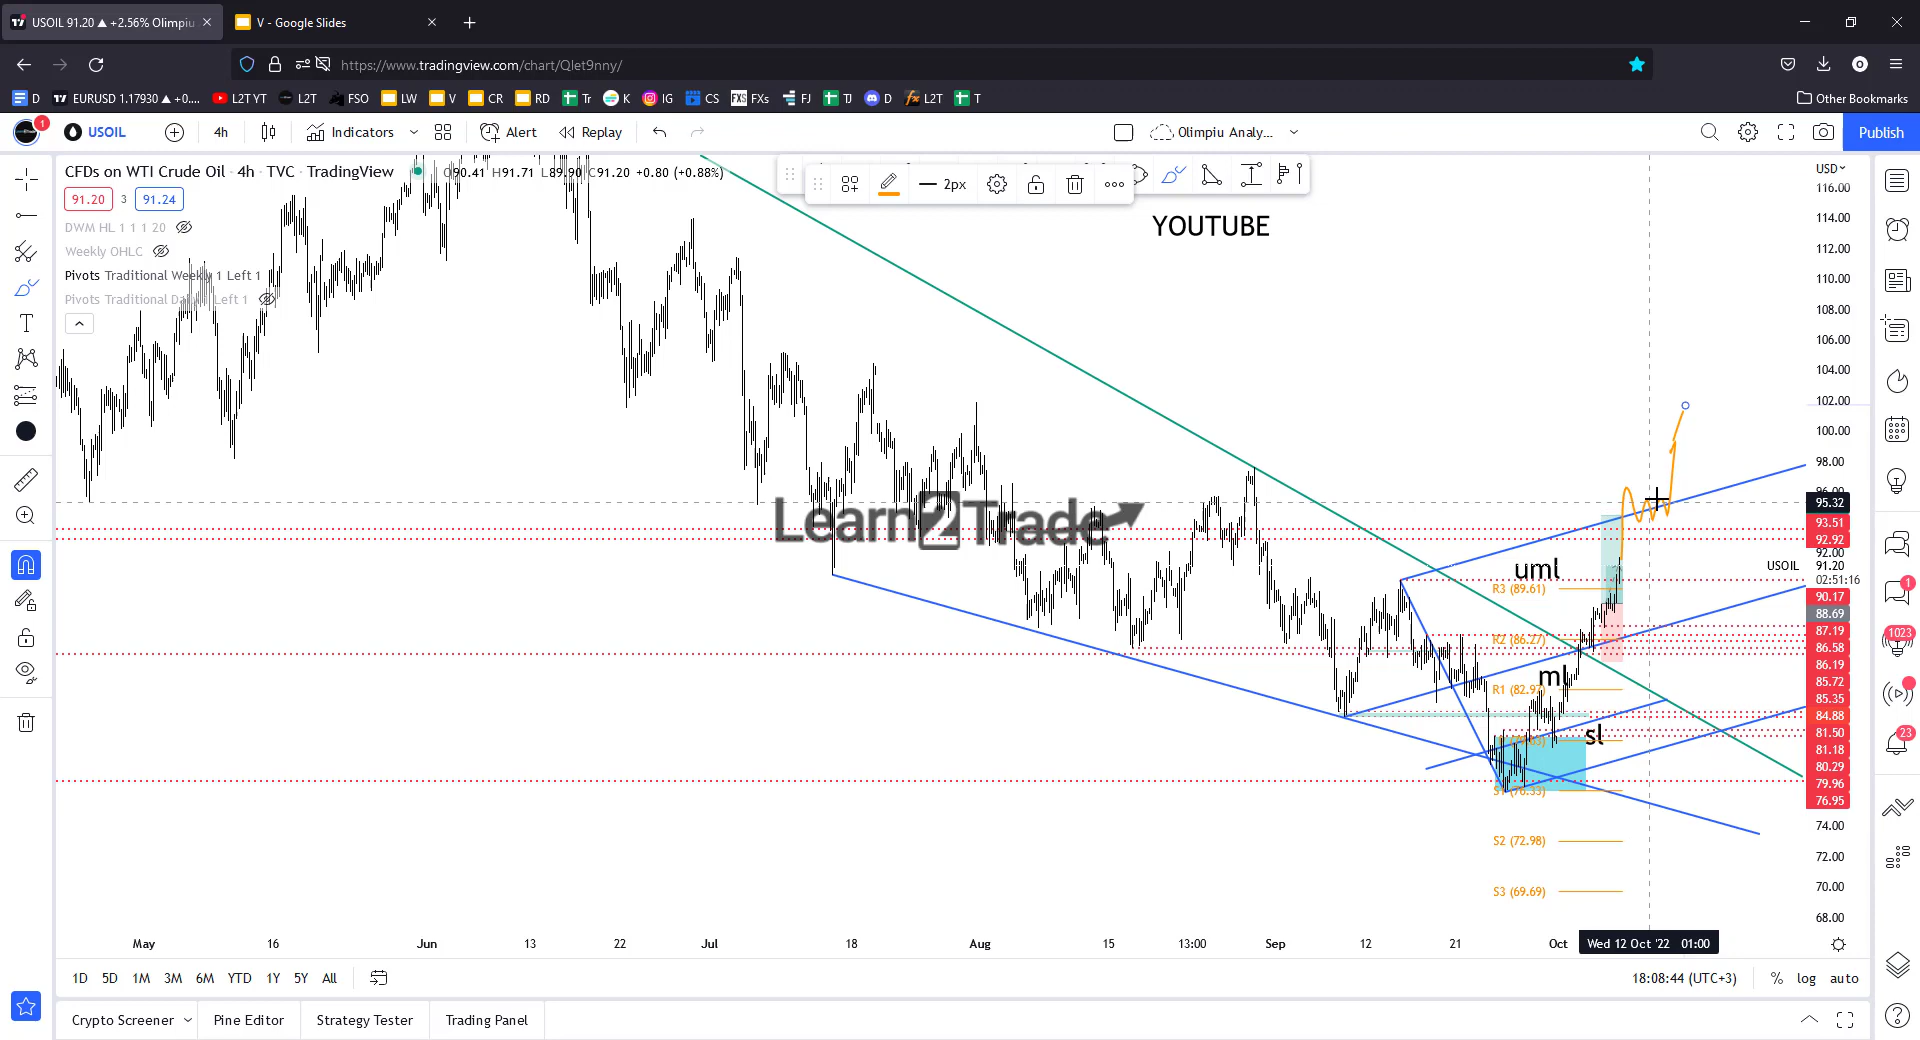 USOIL 91.20 ▲ +2.56% Olimpiu
V - Google Slides
https://www.tradingview.com/chart/Qlet9nny/
D
EURUSD 1.17930 ▲ +0....
L2T YT
L2T
FSO
LW
V
CR
RD
Tr
K
IG
CS
FXS FXs
FJ
TJ
D
L2T
T
Other Bookmarks
1
USOIL
4h
Indicators
Alert
Replay
Olimpiu Analy...
Publish
CFDs on WTI Crude Oil · 4h · TVC · TradingView
O90.41 H91.71 L89.90 C91.20 +0.80 (+0.88%)
91.20 3 91.24
DWM HL 1 1 1 20
Weekly OHLC
Pivots Traditional Weekly 1 Left 1
2px
YOUTUBE
Learn2Trade
uml
ml
sl
R3 (89.61)
R2 (86.27)
R1 (82.97)
S2 (72.98)
S3 (69.69)
USD
116.00
114.00
112.00
110.00
108.00
106.00
104.00
102.00
100.00
98.00
96.00
95.32
93.51
92.92
92.00
USOIL 91.20
02:51:16
90.17
88.69
87.19
86.58
86.19
85.72
85.35
84.88
81.50
81.18
80.29
79.96
76.95
74.00
72.00
70.00
68.00
1
1023
23
May 16 Jun 13 22 Jul 18 Aug 15 13:00 Sep 12 21 Oct Wed 12 Oct '22 01:00
1D 5D 1M 3M 6M YTD 1Y 5Y All
18:08:44 (UTC+3) % log auto
Crypto Screener Pine Editor Strategy Tester Trading Panel